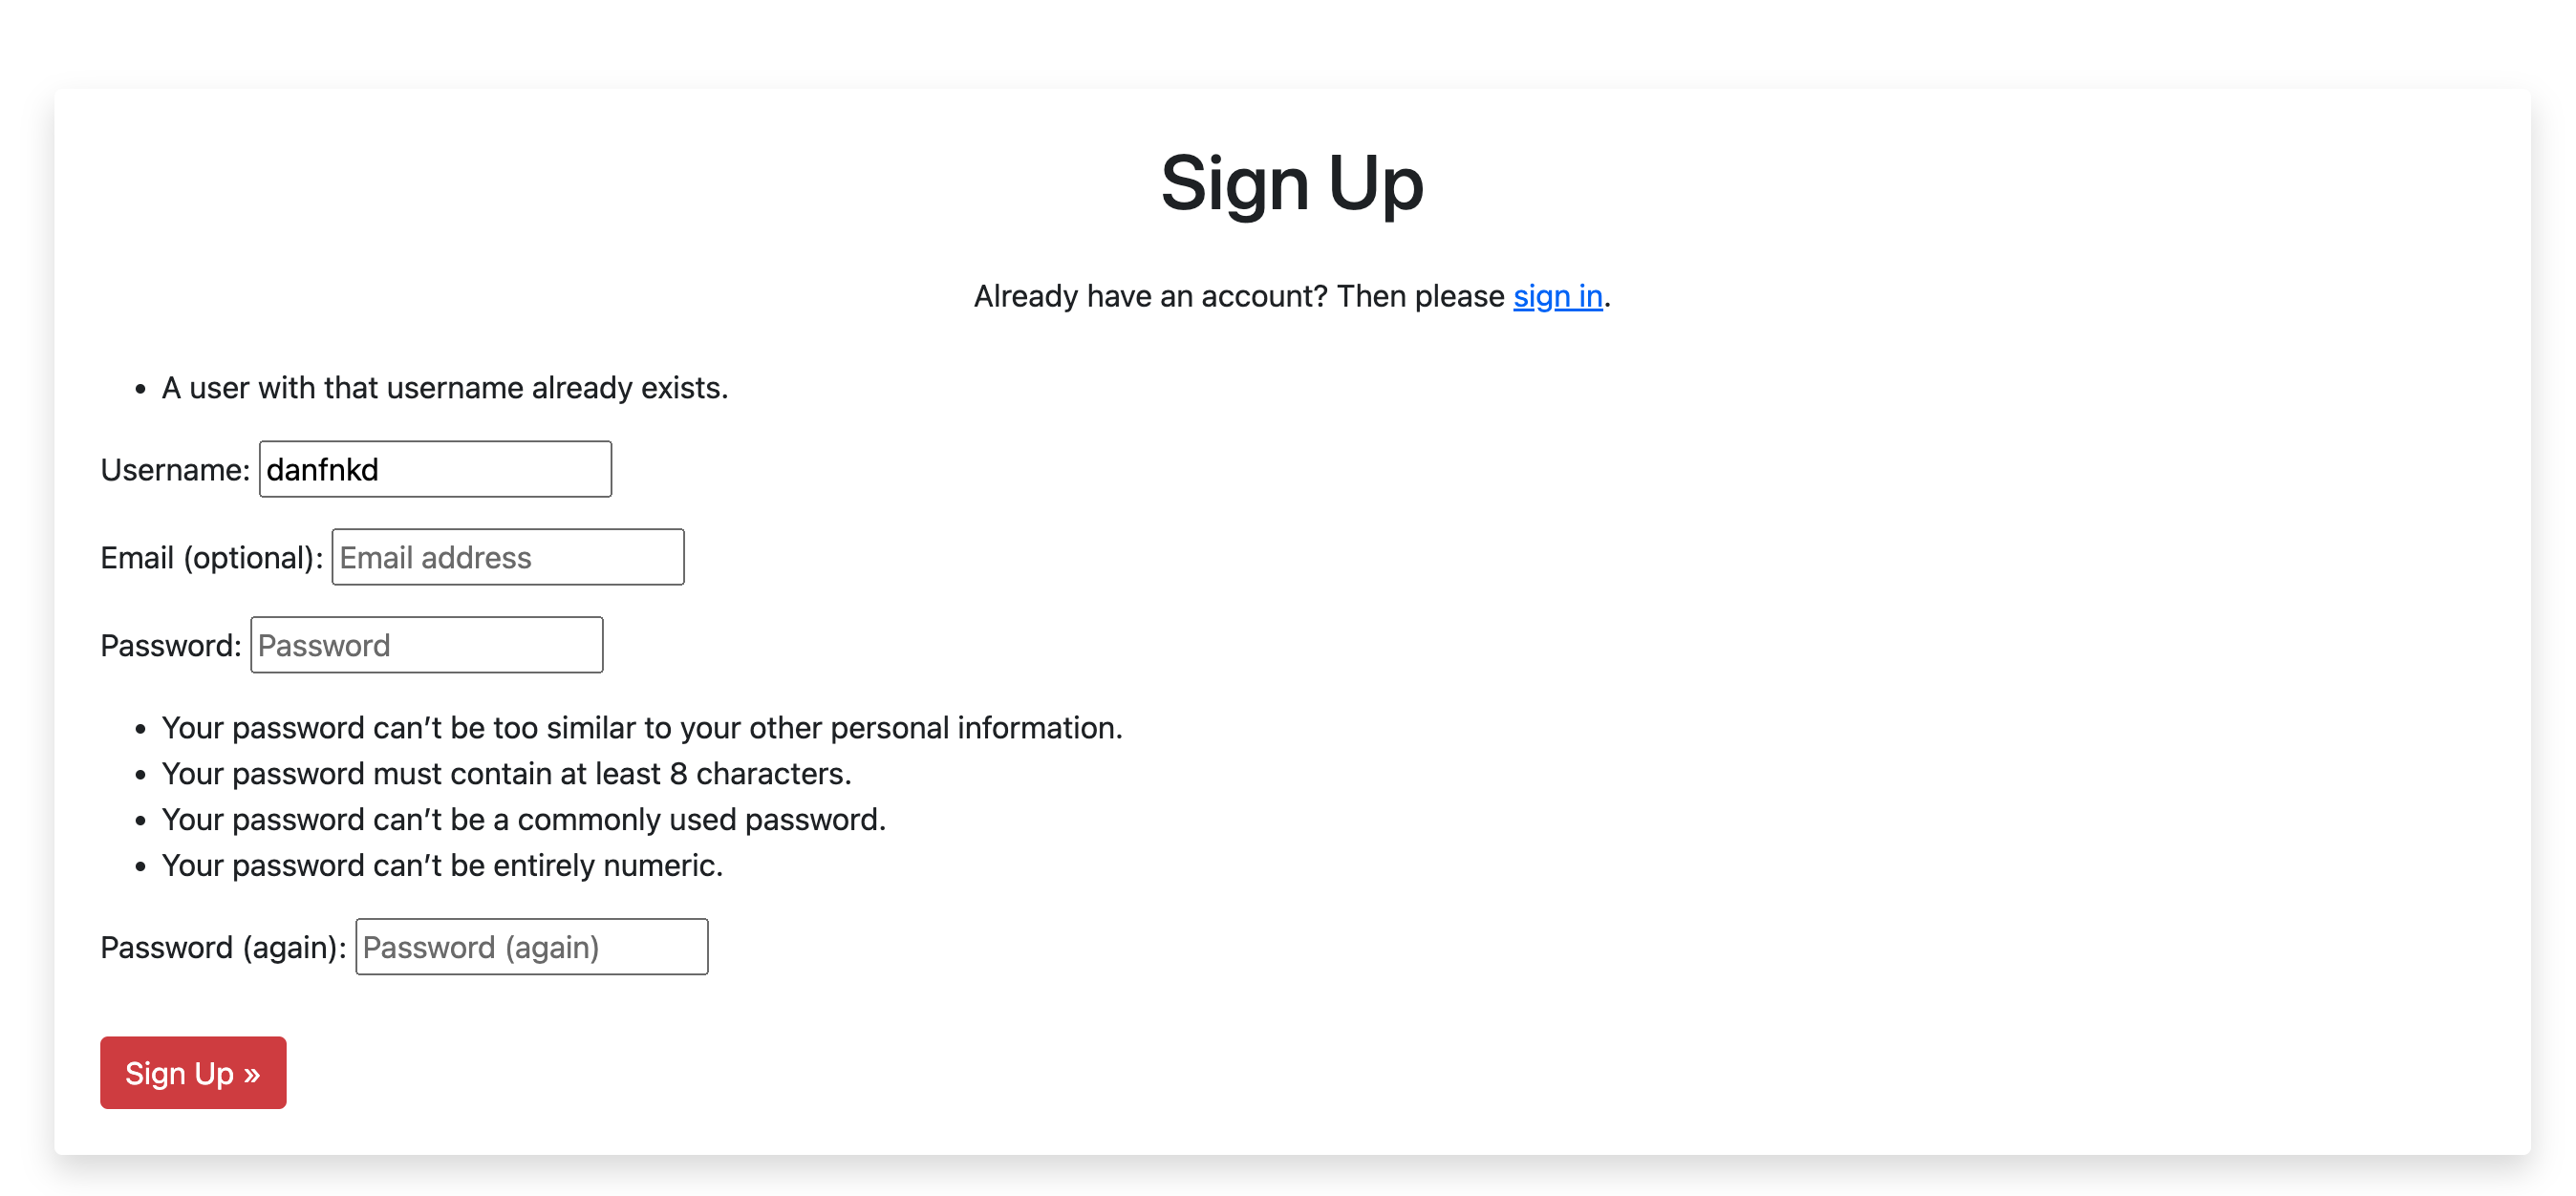 Sign Up
Already have an account? Then please sign in.
• A user with that username already exists.
Username: danfnkd
Email (optional): Email address
Password: Password
• Your password can’t be too similar to your other personal information.
• Your password must contain at least 8 characters.
• Your password can’t be a commonly used password.
• Your password can’t be entirely numeric.
Password (again): Password (again)
Sign Up »